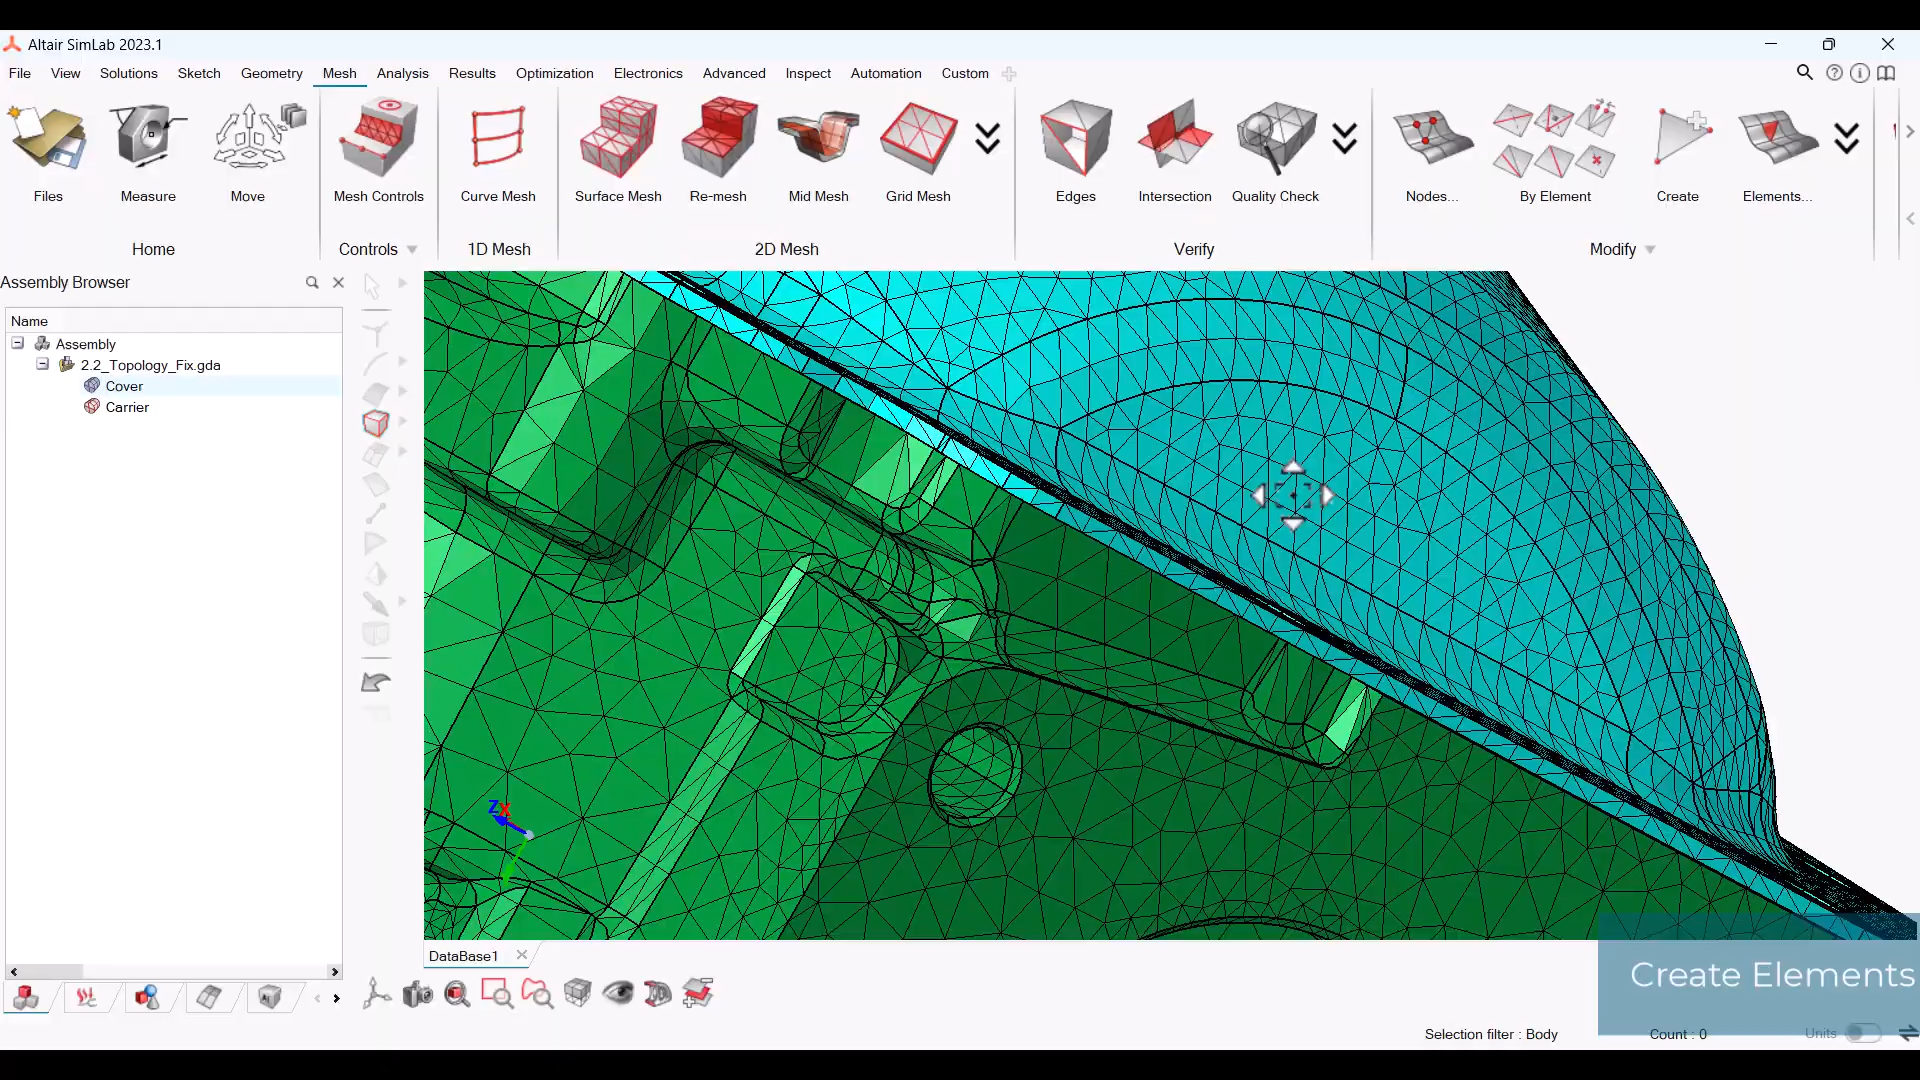 Altair SimLab 2023.1
File View Solutions Sketch Geometry Mesh Analysis Results Optimization Electronics Advanced Inspect Automation Custom
Files Measure Move Mesh Controls Curve Mesh Surface Mesh Re-mesh Mid Mesh Grid Mesh Edges Intersection Quality Check Nodes... By Element Create Elements...
Home Controls 1D Mesh 2D Mesh Verify Modify
Assembly Browser
Name
Assembly
2.2_Topology_Fix.gda
Cover
Carrier
Z X
DataBase1
Create Elements
Selection filter : Body Count : 0 Units